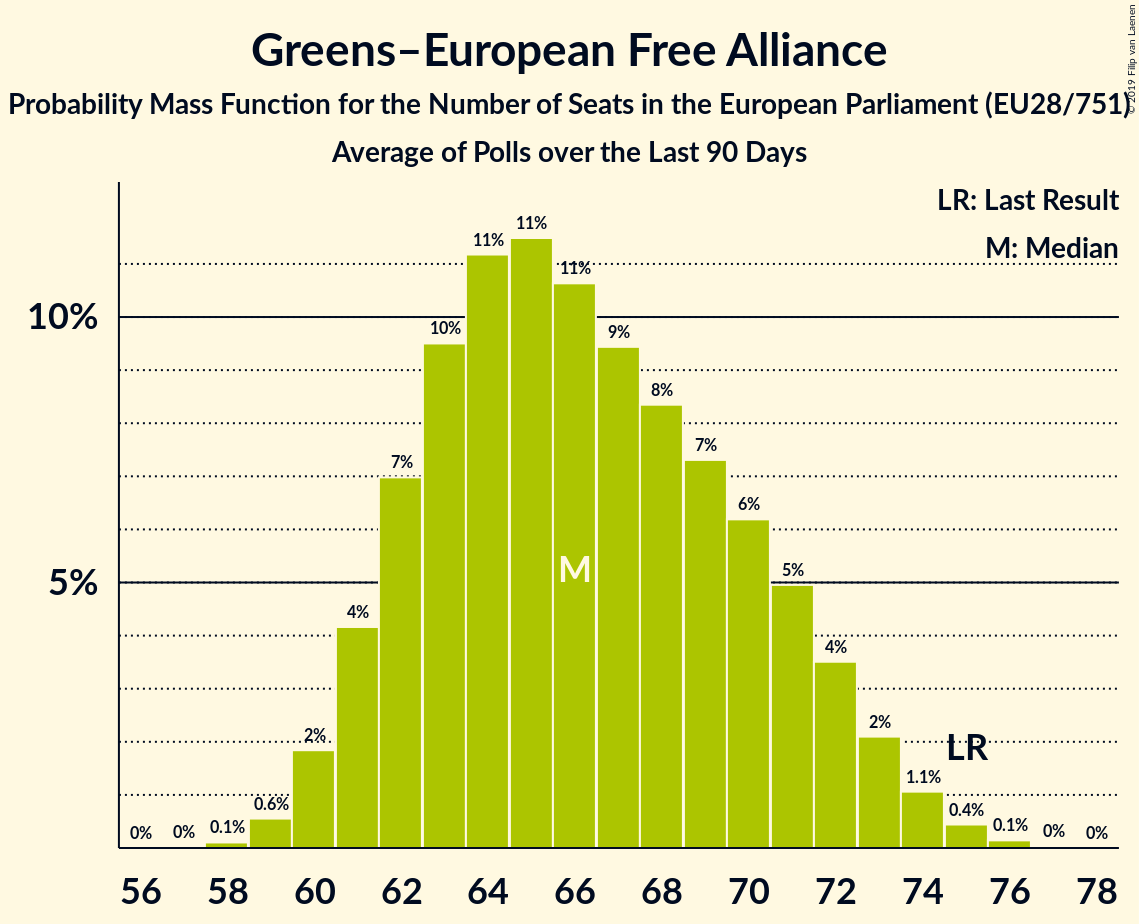 Greens–European Free Alliance
Probability Mass Function for the Number of Seats in the European Parliament (EU28/751)
Average of Polls over the Last 90 Days
© 2019 Filip van Laenen
LR: Last Result
M: Median
10%
5%
0%
0%
0.1%
0.6%
2%
4%
7%
10%
11%
11%
11%
9%
8%
7%
6%
5%
4%
2%
1.1%
0.4%
0.1%
0%
0%
M
LR
56 58 60 62 64 66 68 70 72 74 76 78